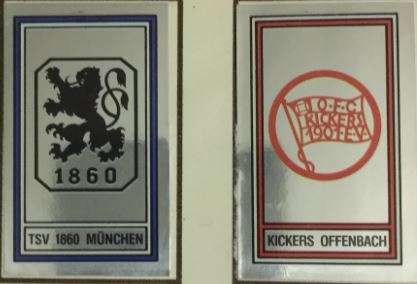 1860
TSV 1860 MÜNCHEN
O.F.C.
KICKERS
1901 E.V.
KICKERS OFFENBACH